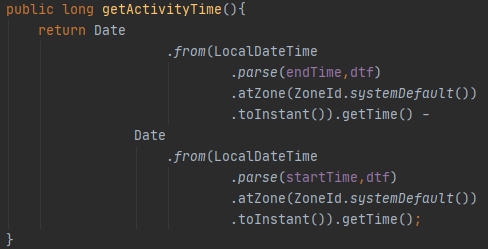 public long getActivityTime(){
    return Date
                    .from(LocalDateTime
                            .parse(endTime,dtf)
                            .atZone(ZoneId.systemDefault())
                            .toInstant()).getTime() -
                Date
                    .from(LocalDateTime
                            .parse(startTime,dtf)
                            .atZone(ZoneId.systemDefault())
                            .toInstant()).getTime();
}